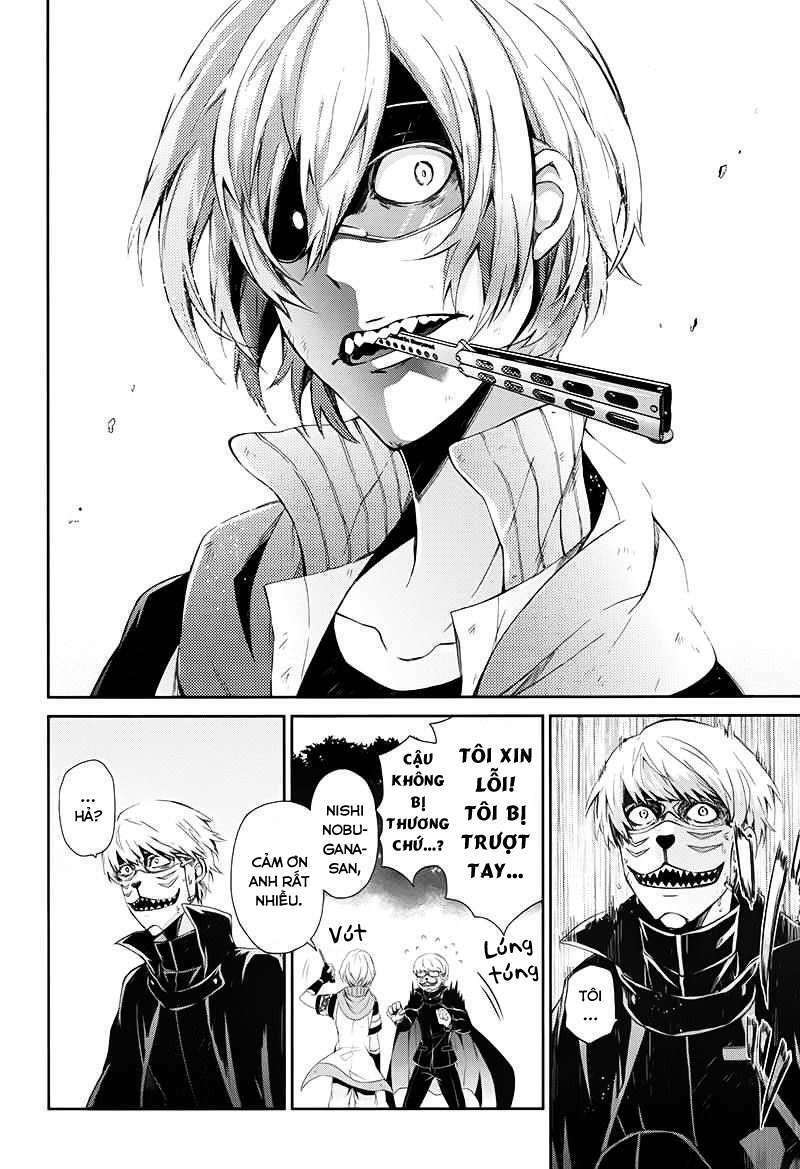 TÔI
...
TÔI XIN
LỖI!
TÔI BỊ
TRƯỢT
TAY...
CẬU
KHÔNG
BỊ
THƯƠNG
CHỨ...?
Lúng
túng
NISHI
NOBU-
GANA-
SAN,
CẢM ƠN
ANH RẤT
NHIỀU.
Vút
...
HẢ?